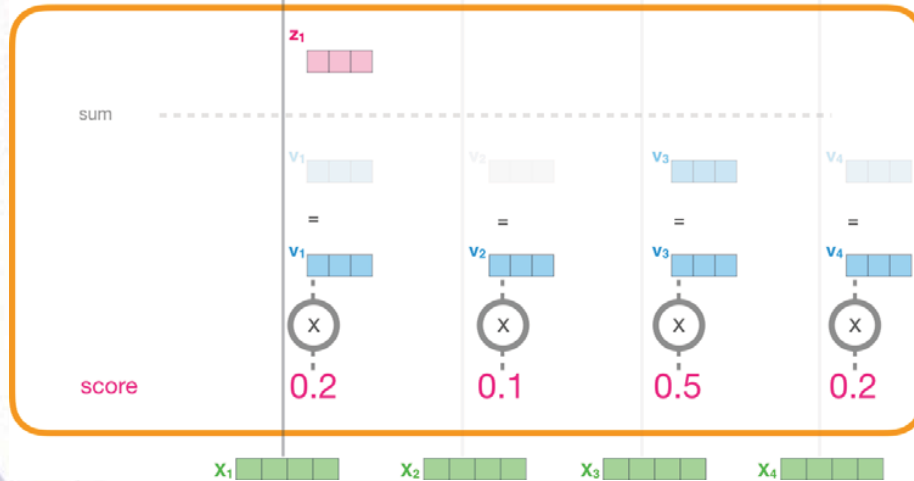 z1
sum
v1 v2 v3 v4
= = = =
v1 v2 v3 v4
X X X X
score 0.2 0.1 0.5 0.2
X1 X2 X3 X4